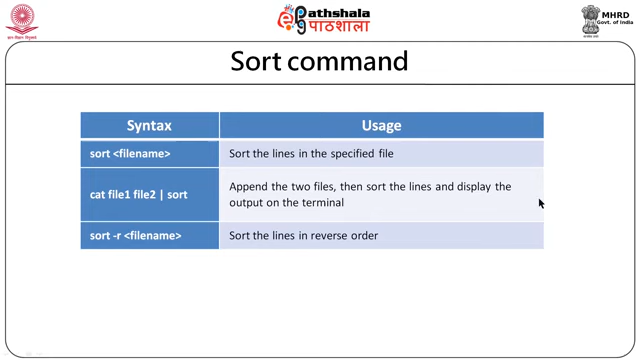 ePathshala
पाठशाला
MHRD
Govt. of India
Sort command
Syntax Usage
sort <filename> Sort the lines in the specified file
cat file1 file2 | sort Append the two files, then sort the lines and display the
output on the terminal
sort -r <filename> Sort the lines in reverse order